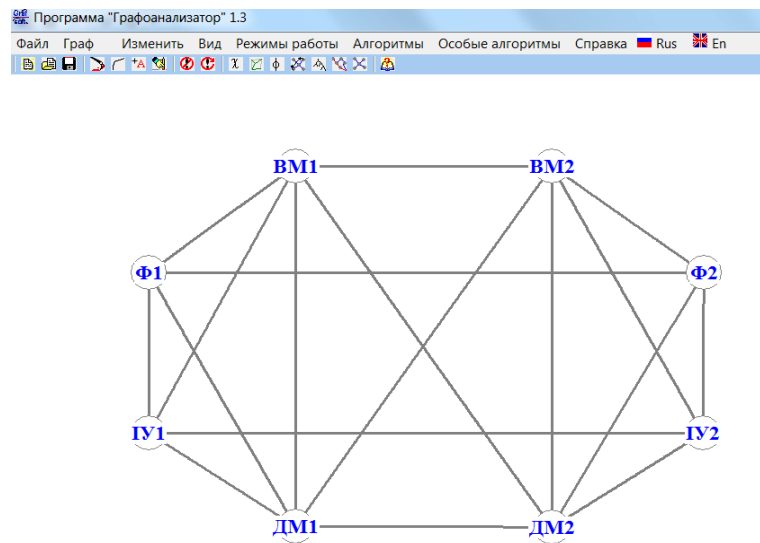 Программа "Графоанализатор" 1.3
Файл Граф Изменить Вид Режимы работы Алгоритмы Особые алгоритмы Справка Rus En
ВМ1 ВМ2
Ф1 Ф2
ІУ1 ІУ2
ДМ1 ДМ2